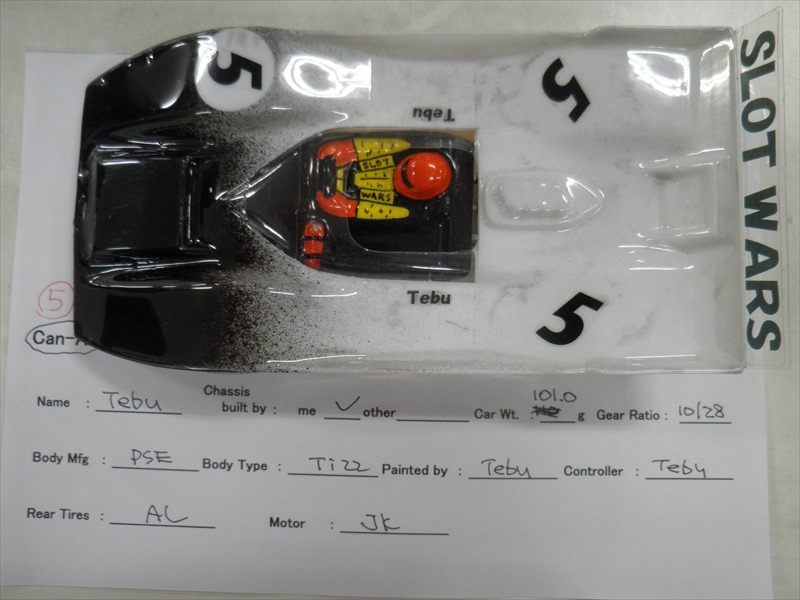 5
5
5
Tebu
Tebu
SLOT
WARS
SLOT WARS
5
Can-
Name : Tebu Chassis built by : me ✓ other Car Wt. : 101.0 g Gear Ratio : 10/28
Body Mfg : PSE Body Type : Ti22 Painted by : Tebu Controller : Tebu
Rear Tires : AL Motor : JK